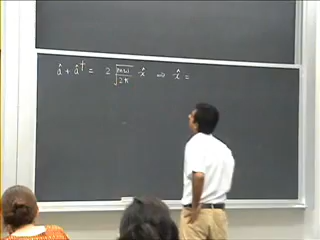 â + â† = 2 √(mω/2ħ) x̂ ⇒ x̂ =